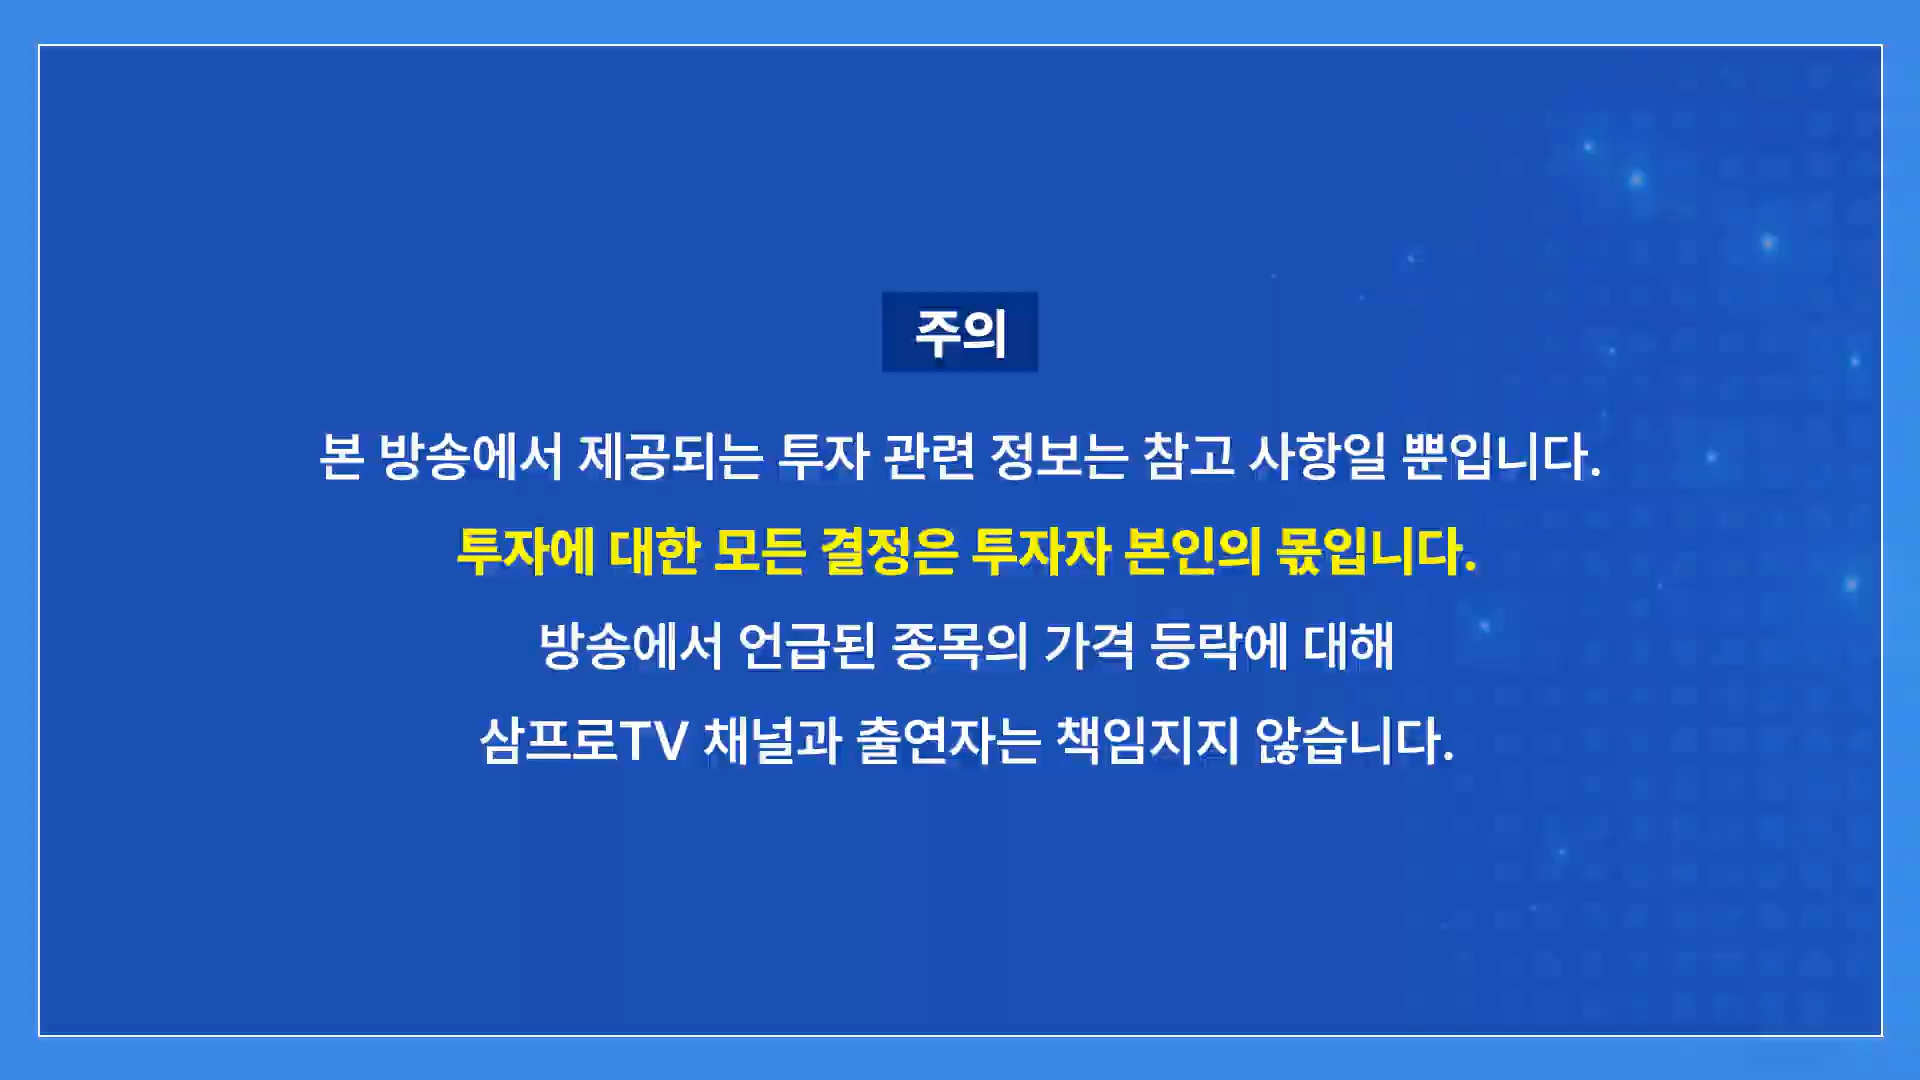 주의
본 방송에서 제공되는 투자 관련 정보는 참고 사항일 뿐입니다.
투자에 대한 모든 결정은 투자자 본인의 몫입니다.
방송에서 언급된 종목의 가격 등락에 대해
삼프로TV 채널과 출연자는 책임지지 않습니다.